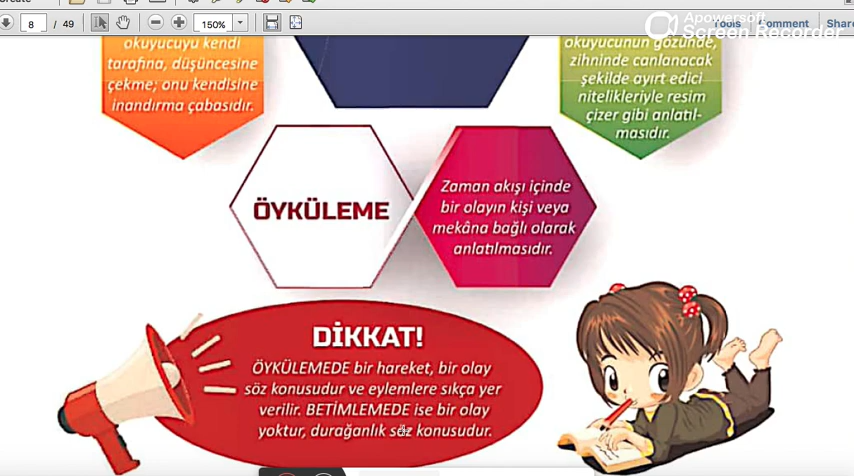 8 / 49
150%
Tools
Comment
Share
Apowersoft
Screen Recorder
okuyucuyu kendi
tarafına, düşüncesine
çekme; onu kendisine
inandırma çabasıdır.
okuyucunun gözünde,
zihninde canlanacak
şekilde ayırt edici
nitelikleriyle resim
çizer gibi anlatıl-
masıdır.
ÖYKÜLEME
Zaman akışı içinde
bir olayın kişi veya
mekâna bağlı olarak
anlatılmasıdır.
DİKKAT!
ÖYKÜLEMEDE bir hareket, bir olay
söz konusudur ve eylemlere sıkça yer
verilir. BETİMLEMEDE ise bir olay
yoktur, durağanlık söz konusudur.